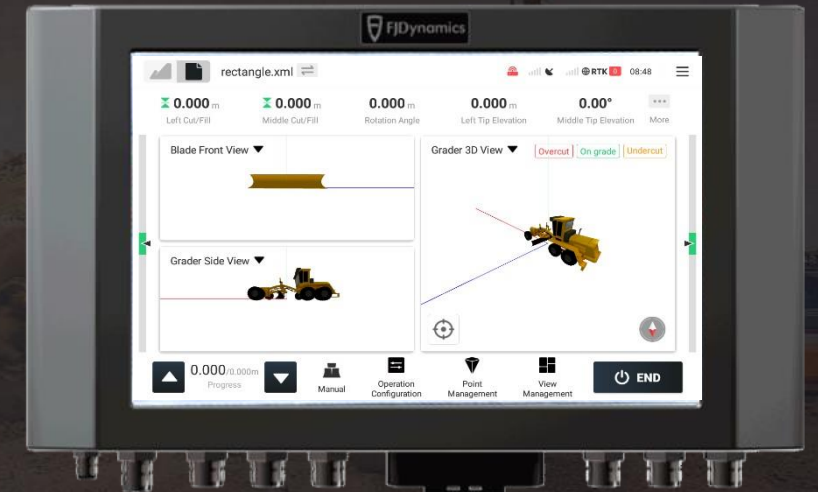 FJDynamics
rectangle.xml
RTK 0 08:48
0.000 m 0.000 m 0.000 m 0.000 m 0.00°
Left Cut/Fill Middle Cut/Fill Rotation Angle Left Tip Elevation Middle Tip Elevation More
Blade Front View
Grader 3D View
Overcut On grade Undercut
Grader Side View
0.000/0.000m
Progress
Manual
Operation
Configuration
Point
Management
View
Management
END